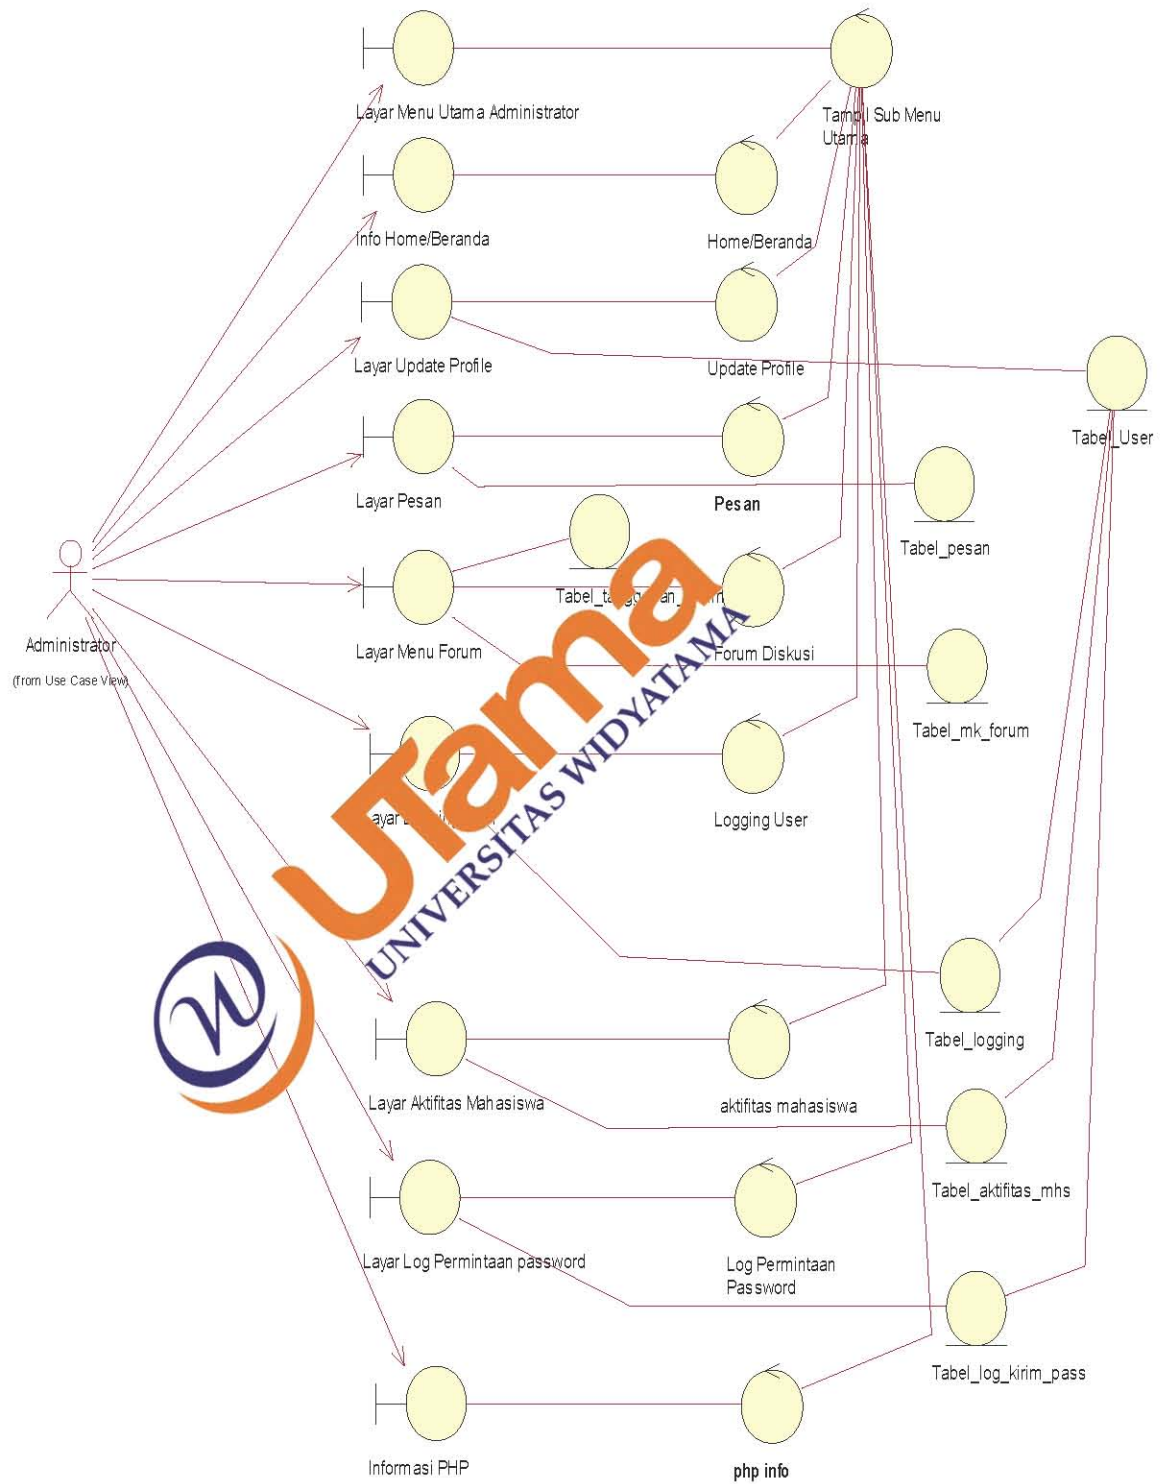 Layar Menu Utama Administrator
Tampil Sub Menu
Utama
Info Home/Beranda
Home/Beranda
Layar Update Profile
Update Profile
Tabel_User
Layar Pesan
Pesan
Tabel_pesan
Administrator
(from Use Case View)
Layar Menu Forum
Forum Diskusi
Tabel_mk_forum
Layar
Logging User
Utama
UNIVERSITAS WIDYATAMA
Tabel_logging
Layar Aktifitas Mahasiswa
aktifitas mahasiswa
Tabel_aktifitas_mhs
Layar Log Permintaan password
Log Permintaan
Password
Tabel_log_kirim_pass
Informasi PHP
php info